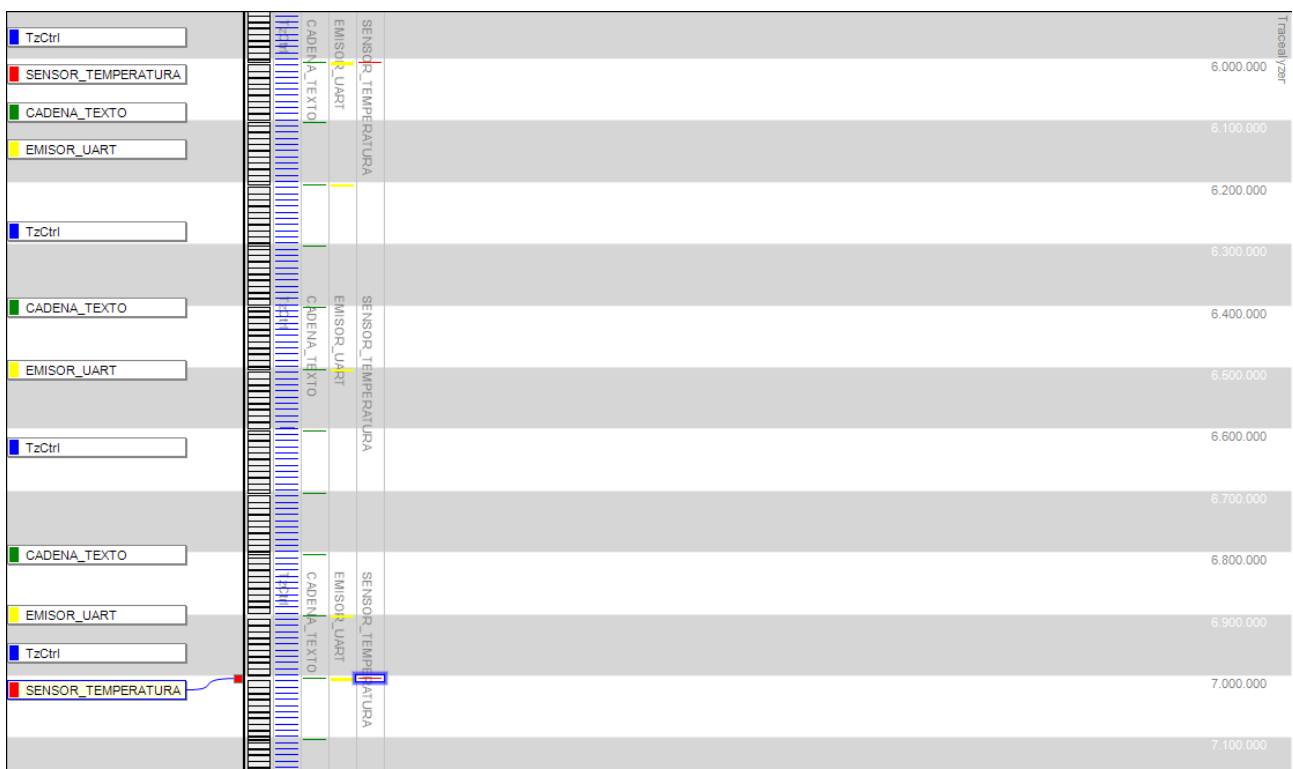 TzCtrl
SENSOR_TEMPERATURA
CADENA_TEXTO
EMISOR_UART
TzCtrl
CADENA_TEXTO
EMISOR_UART
TzCtrl
CADENA_TEXTO
EMISOR_UART
TzCtrl
SENSOR_TEMPERATURA
TzCtrl
CADENA_TEXTO
EMISOR_UART
SENSOR_TEMPERATURA
TzCtrl
CADENA_TEXTO
EMISOR_UART
SENSOR_TEMPERATURA
TzCtrl
CADENA_TEXTO
EMISOR_UART
SENSOR_TEMPERATURA
6.000.000
6.100.000
6.200.000
6.300.000
6.400.000
6.500.000
6.600.000
6.700.000
6.800.000
6.900.000
7.000.000
7.100.000
Tracealyzer